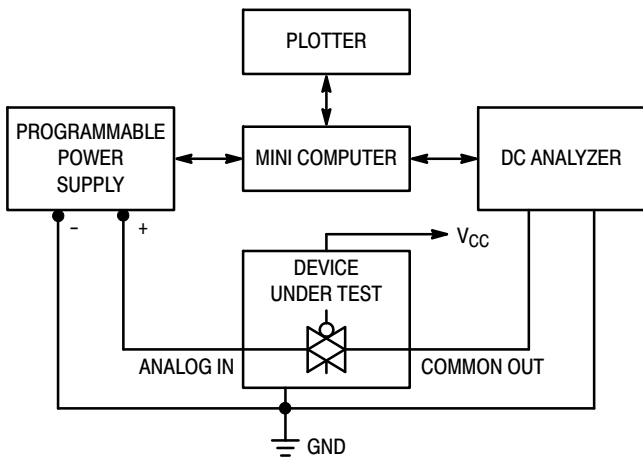 PLOTTER
PROGRAMMABLE
POWER
SUPPLY
MINI COMPUTER
DC ANALYZER
–
+
VCC
DEVICE
UNDER TEST
ANALOG IN
COMMON OUT
GND